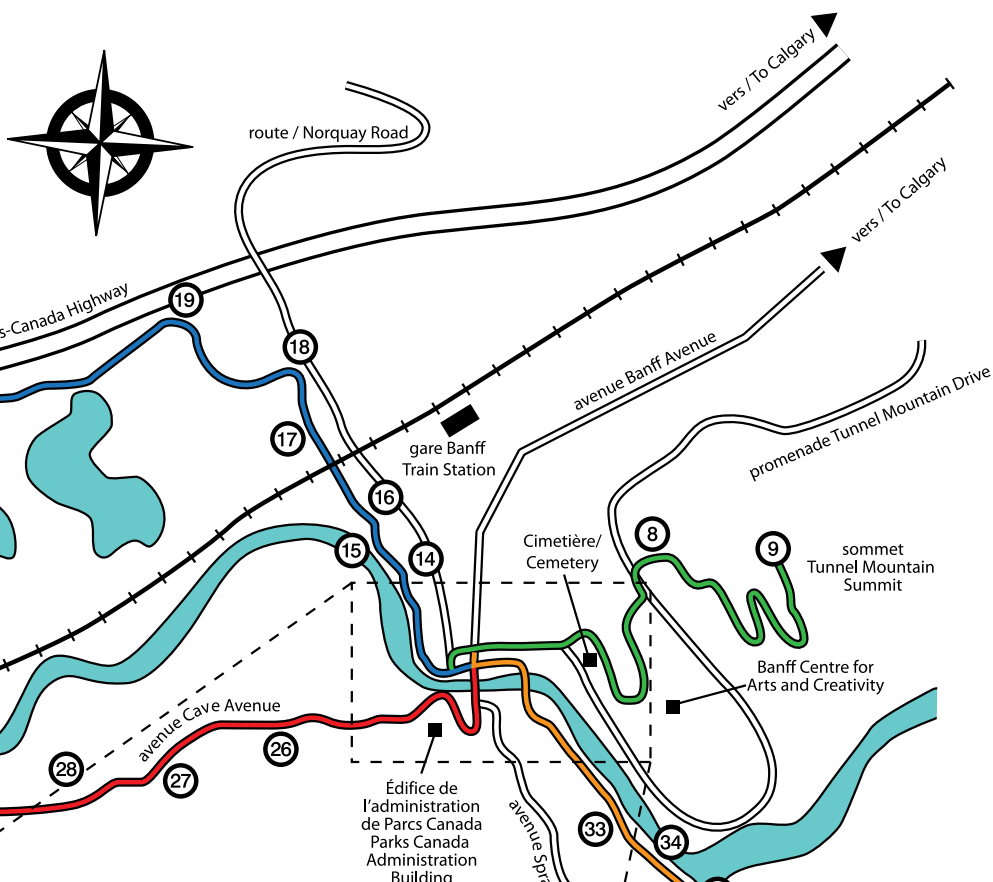 vers / To Calgary
route / Norquay Road
vers / To Calgary
s-Canada Highway
19
18
avenue Banff Avenue
promenade Tunnel Mountain Drive
17
gare Banff
Train Station
16
8
9
Cimetière/
Cemetery
sommet
Tunnel Mountain
Summit
15
14
Banff Centre for
Arts and Creativity
avenue Cave Avenue
26
28
27
Édifice de
l'administration
de Parcs Canada
Parks Canada
Administration
Building
avenue Spra
33
34